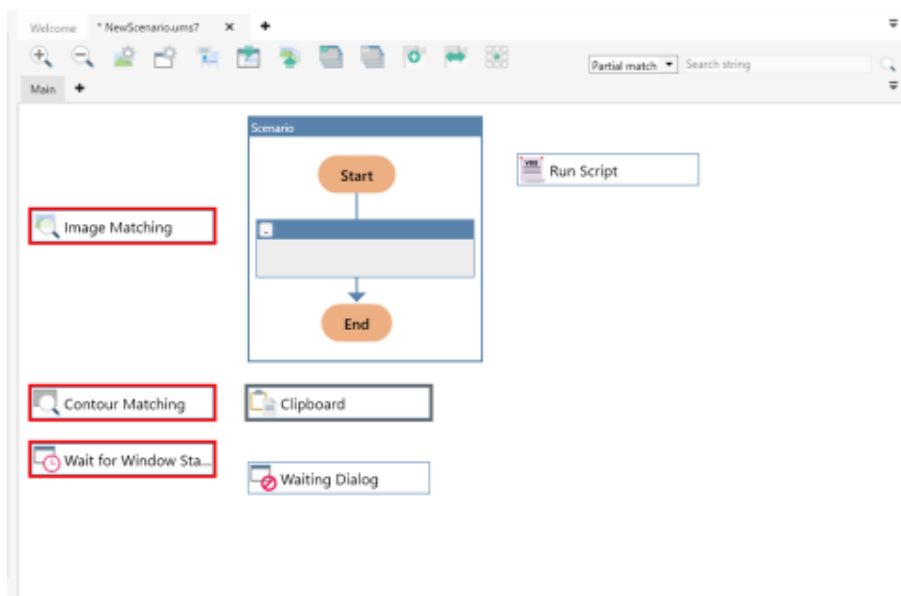 Welcome * NewScenario.ums7 × +
Partial match Search string
Main +
Scenario
Start
VBS Run Script
Image Matching
-
End
Contour Matching
Clipboard
Wait for Window Sta...
Waiting Dialog